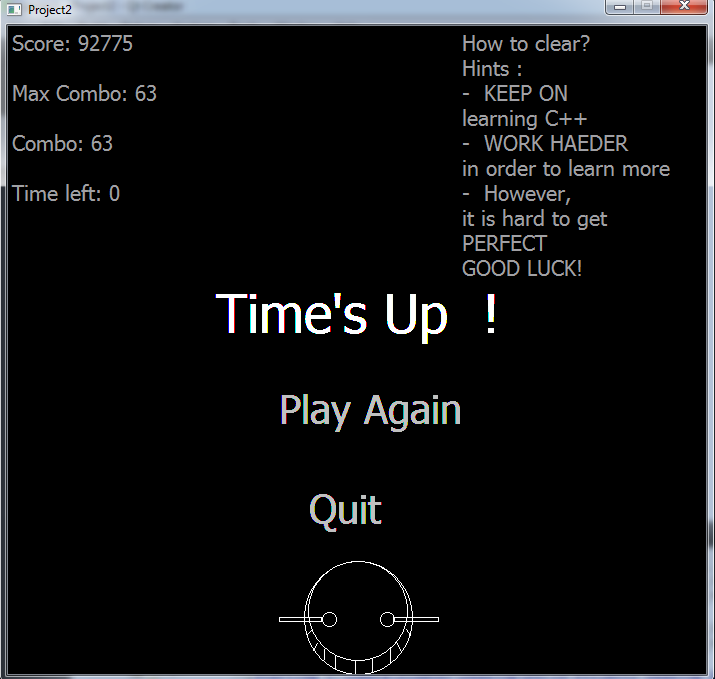 Project2
Score: 92775
Max Combo: 63
Combo: 63
Time left: 0
How to clear?
Hints :
-  KEEP ON
learning C++
-  WORK HAEDER
in order to learn more
-  However,
it is hard to get
PERFECT
GOOD LUCK!
Time's Up  !
Play Again
Quit